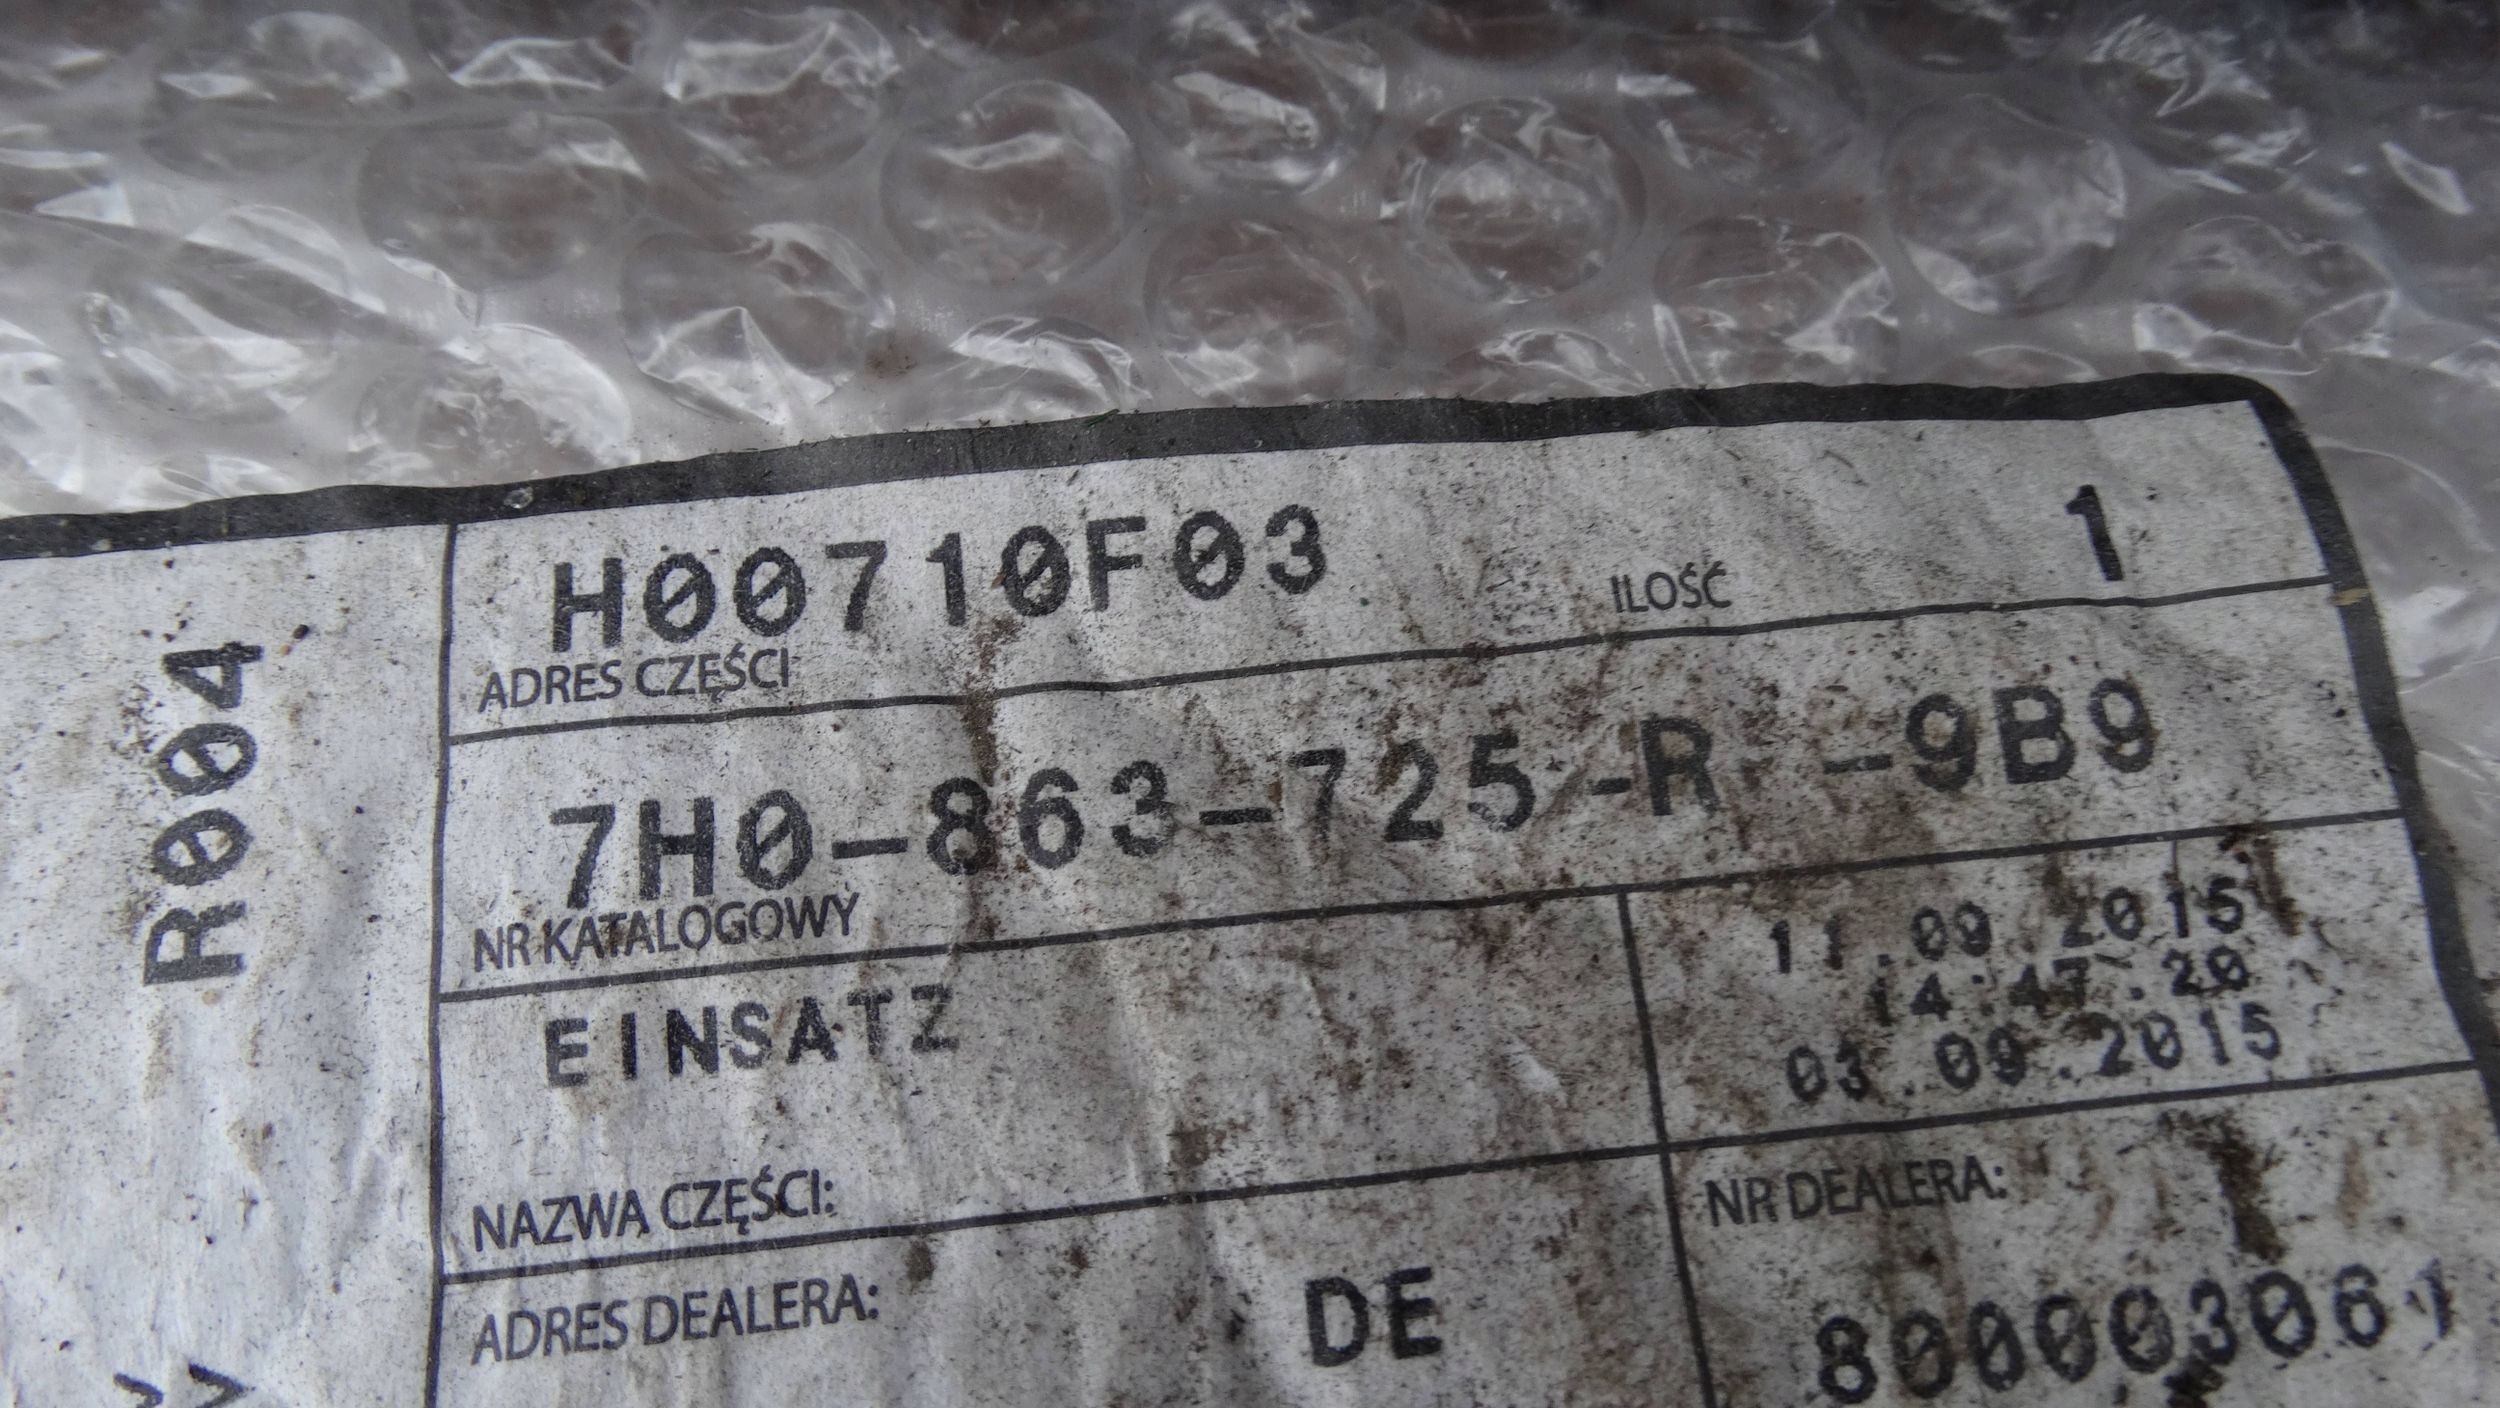 R004
H00710F03
ILOŚĆ 1
ADRES CZĘŚCI
7H0-863-725-R -9B9
NR KATALOGOWY
EINSATZ
11.09.2015
14:47:20
03.09.2015
NAZWA CZĘŚCI:
NR DEALERA:
ADRES DEALERA: DE
80000306